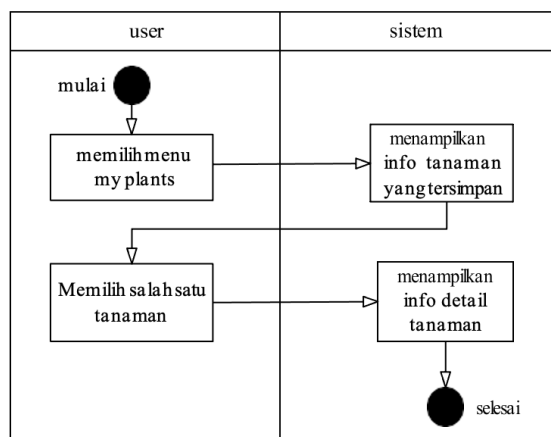 user
sistem
mulai
memilih menu
my plants
menampilkan
info tanaman
yang tersimpan
Memilih salah satu
tanaman
menampilkan
info detail
tanaman
selesai